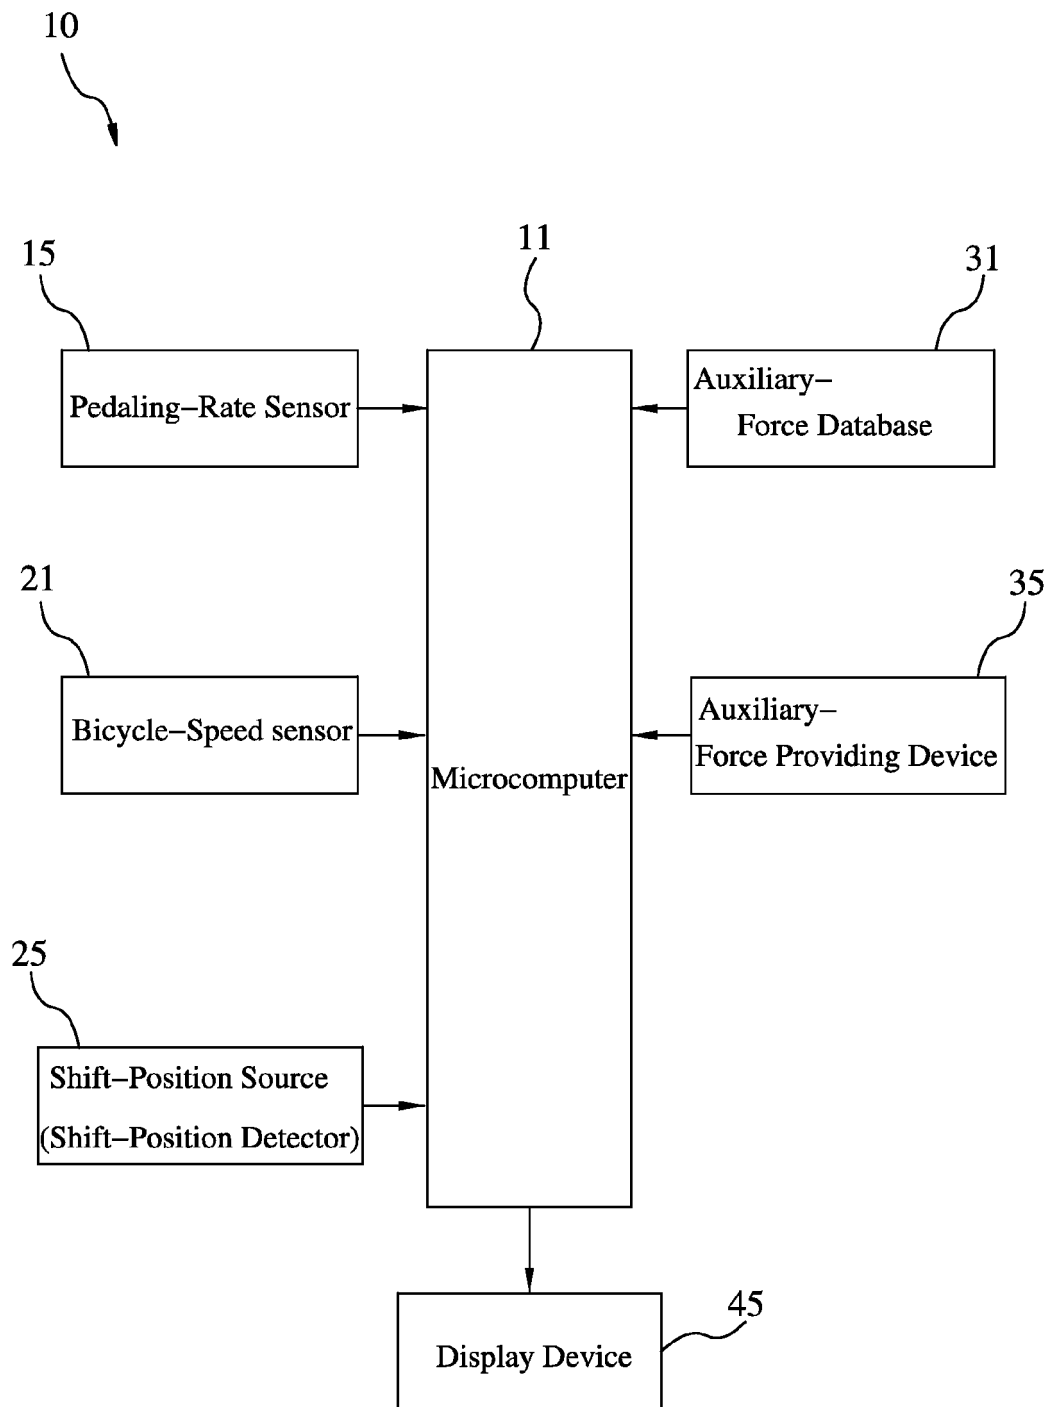 10
15
11
31
Pedaling–Rate Sensor
Auxiliary–
Force Database
21
35
Bicycle–Speed sensor
Microcomputer
Auxiliary–
Force Providing Device
25
Shift–Position Source
(Shift–Position Detector)
45
Display Device